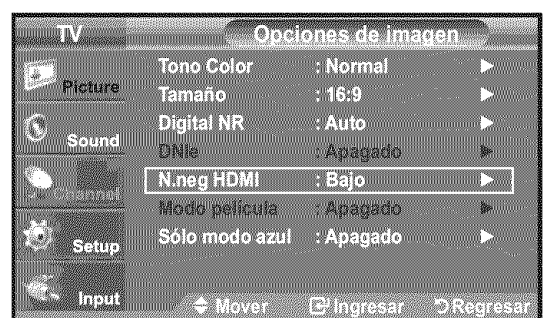 TV Opciones de imagen
Picture
Sound
Channel
Setup
Input
Tono Color : Normal
Tamaño : 16:9
Digital NR : Auto
DNIe : Apagado
N.neg HDMI : Bajo
Modo película : Apagado
Sólo modo azul : Apagado
Mover Ingresar Regresar